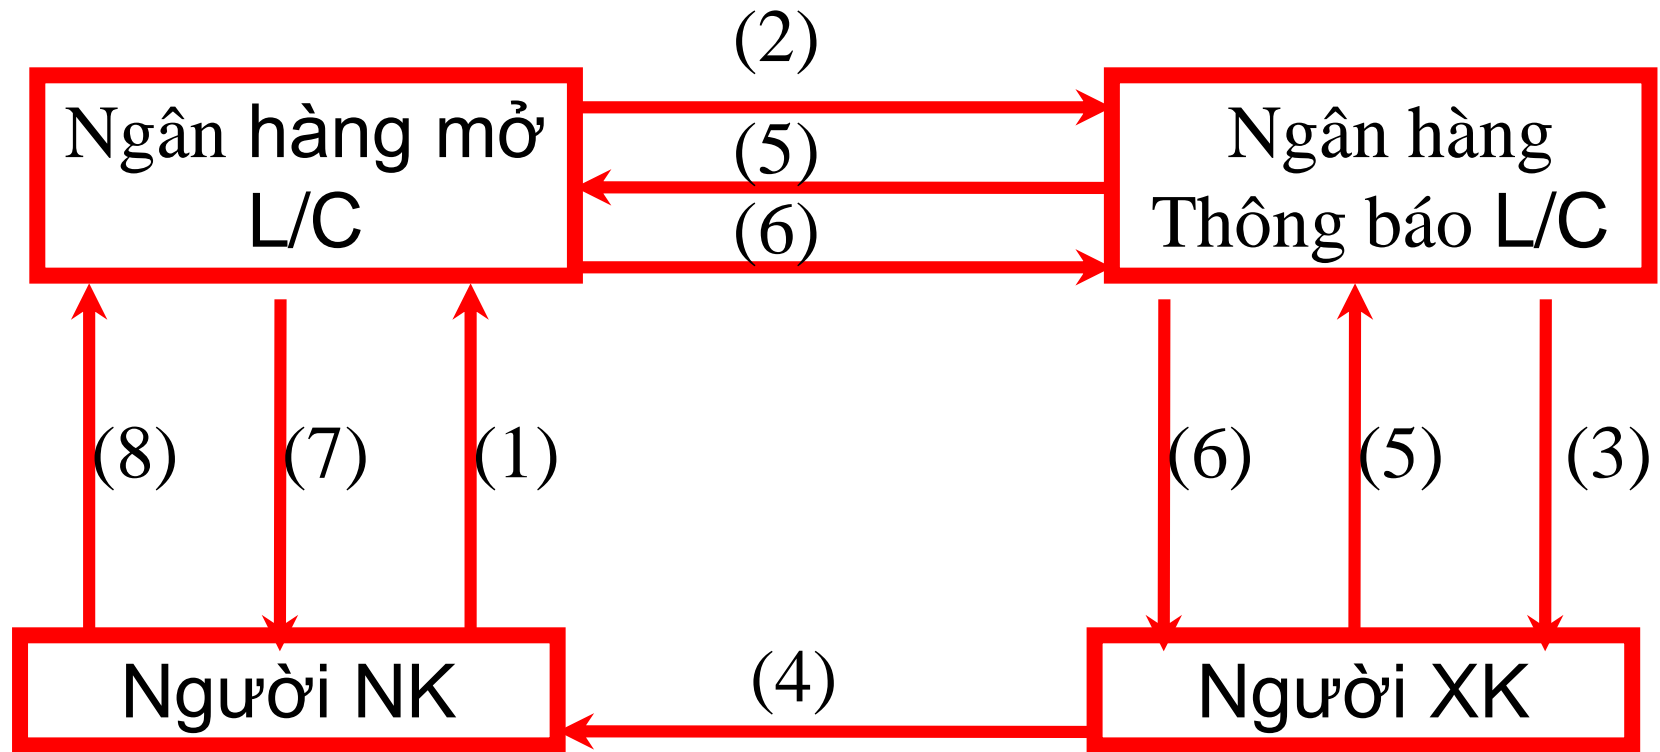 (2)
Ngân hàng mở
L/C
(5)
(6)
Ngân hàng
Thông báo L/C
(8)
(7)
(1)
(6)
(5)
(3)
Người NK
(4)
Người XK